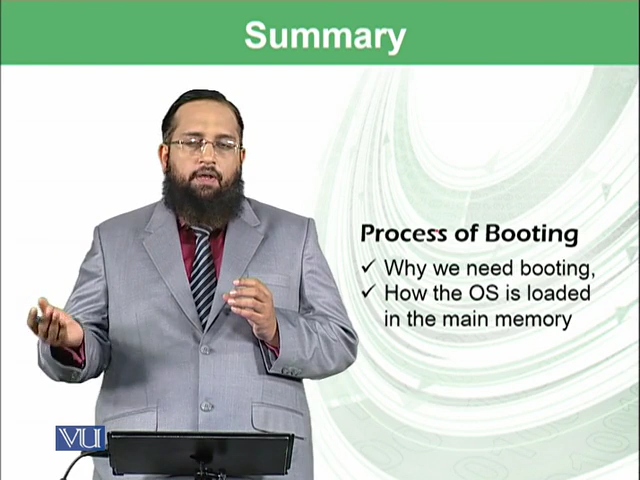 Summary
Process of Booting
✓ Why we need booting,
✓ How the OS is loaded
in the main memory
VU